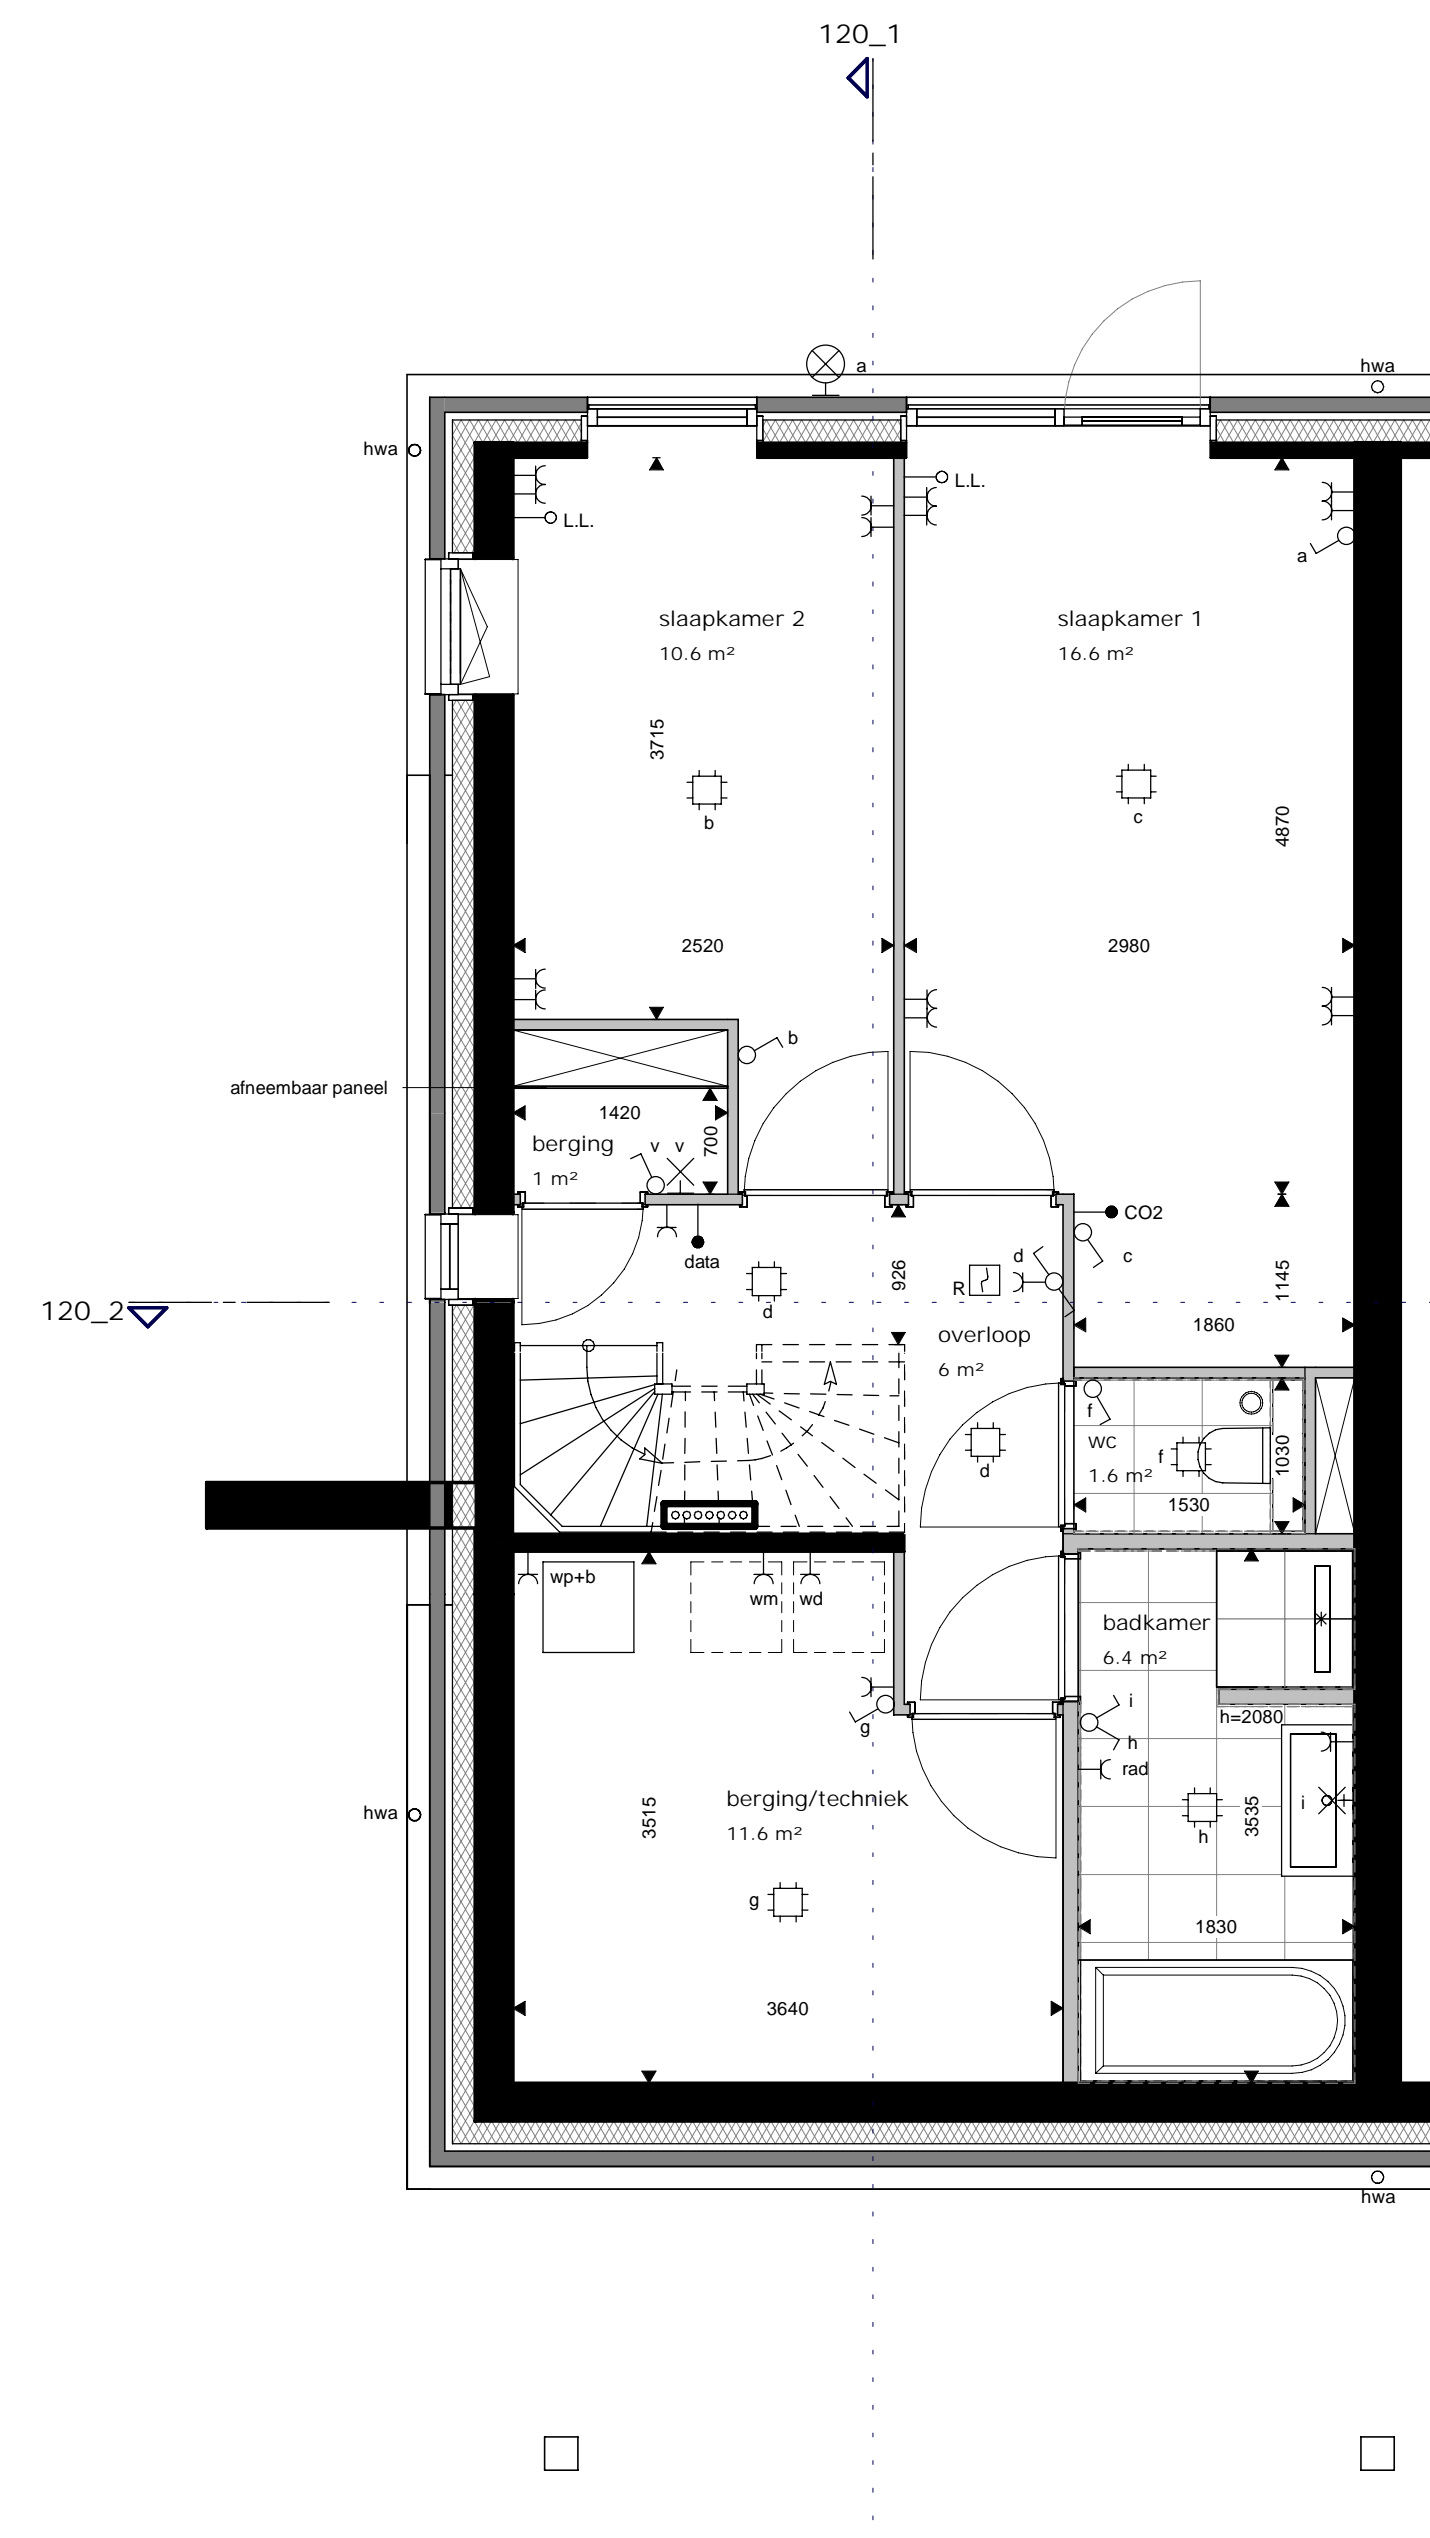 120_1
a
hwa
hwa
L.L.
L.L.
a
slaapkamer 2
10.6 m²
slaapkamer 1
16.6 m²
3715
b
c
4870
2520
2980
b
afneembaar paneel
1420
700
berging
1 m²
v
v
CO2
data
d
926
R
d
c
1145
120_2
d
overloop
6 m²
1860
f
wc
1.6 m²
f
1030
d
1530
wp+b
wm
wd
badkamer
6.4 m²
g
i
h
h=2080
rad
berging/techniek
11.6 m²
3515
hwa
h
3535
i
g
1830
3640
hwa